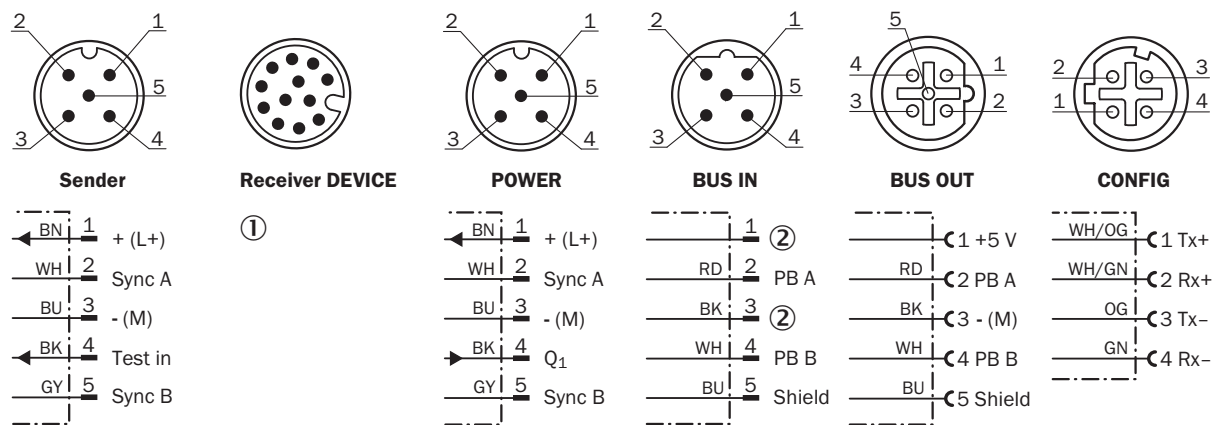 2 1
5
3 4
Sender
BN 1 + (L+)
WH 2 Sync A
BU 3 - (M)
BK 4 Test in
GY 5 Sync B
Receiver DEVICE
①
2 1
5
3 4
POWER
BN 1 + (L+)
WH 2 Sync A
BU 3 - (M)
BK 4 Q1
GY 5 Sync B
2 1
5
3 4
BUS IN
1 ②
RD 2 PB A
BK 3 ②
WH 4 PB B
BU 5 Shield
5
4 1
3 2
BUS OUT
1 +5 V
RD 2 PB A
BK 3 - (M)
WH 4 PB B
BU 5 Shield
2 3
1 4
CONFIG
WH/OG 1 Tx+
WH/GN 2 Rx+
OG 3 Tx–
GN 4 Rx–